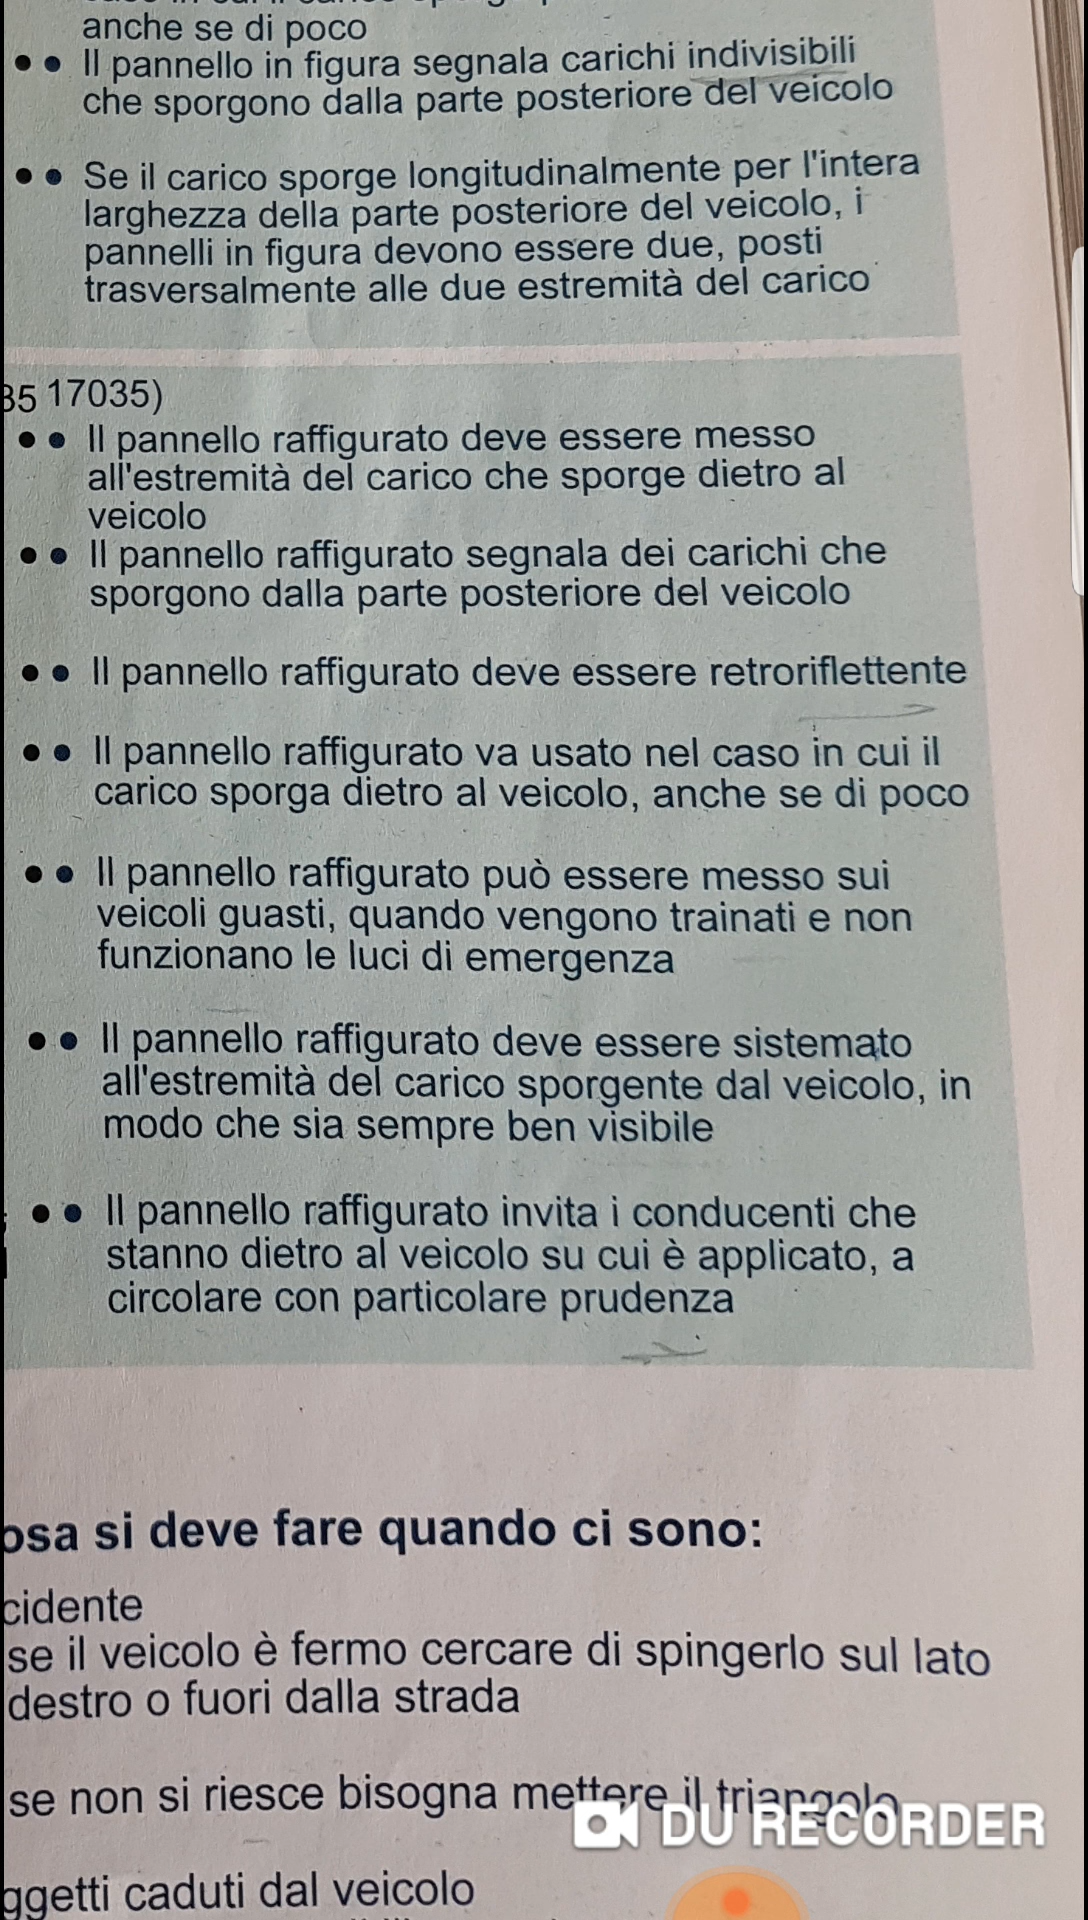 anche se di poco
•• Il pannello in figura segnala carichi indivisibili
che sporgono dalla parte posteriore del veicolo
•• Se il carico sporge longitudinalmente per l'intera
larghezza della parte posteriore del veicolo, i
pannelli in figura devono essere due, posti
trasversalmente alle due estremità del carico
35 17035)
•• Il pannello raffigurato deve essere messo
all'estremità del carico che sporge dietro al
veicolo
•• Il pannello raffigurato segnala dei carichi che
sporgono dalla parte posteriore del veicolo
•• Il pannello raffigurato deve essere retroriflettente
•• Il pannello raffigurato va usato nel caso in cui il
carico sporga dietro al veicolo, anche se di poco
•• Il pannello raffigurato può essere messo sui
veicoli guasti, quando vengono trainati e non
funzionano le luci di emergenza
•• Il pannello raffigurato deve essere sistemato
all'estremità del carico sporgente dal veicolo, in
modo che sia sempre ben visibile
•• Il pannello raffigurato invita i conducenti che
stanno dietro al veicolo su cui è applicato, a
circolare con particolare prudenza
osa si deve fare quando ci sono:
cidente
se il veicolo è fermo cercare di spingerlo sul lato
destro o fuori dalla strada
se non si riesce bisogna mettere il triangolo
DU RECORDER
ggetti caduti dal veicolo